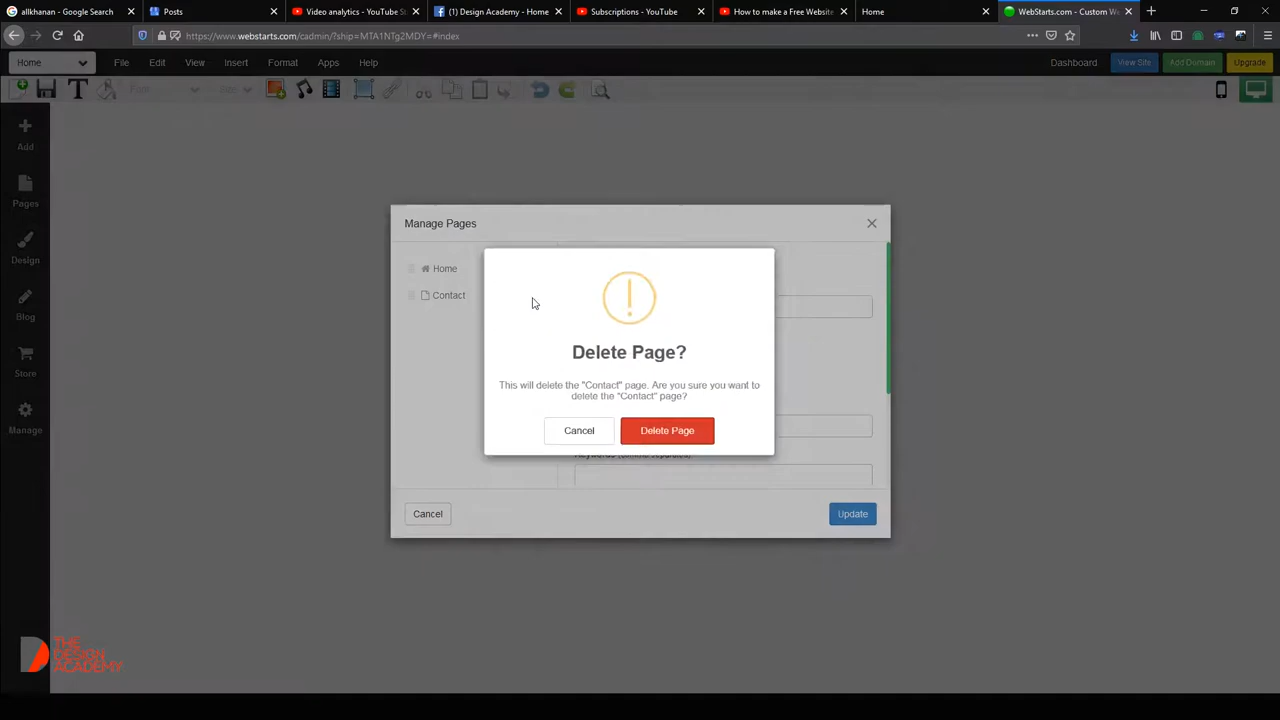 allkhanan - Google Search
Posts
Video analytics - YouTube St
(1) Design Academy - Home
Subscriptions - YouTube
How to make a Free Website
Home
WebStarts.com - Custom W
https://www.webstarts.com/cadmin/?ship=MTA1NTg2MDY=#index
Home
File
Edit
View
Insert
Format
Apps
Help
Dashboard
View Site
Add Domain
Upgrade
Add
Pages
Design
Blog
Store
Manage
Manage Pages
Home
Contact
Delete Page?
This will delete the "Contact" page. Are you sure you want to
delete the "Contact" page?
Cancel
Delete Page
Cancel
Update
THE
DESIGN
ACADEMY